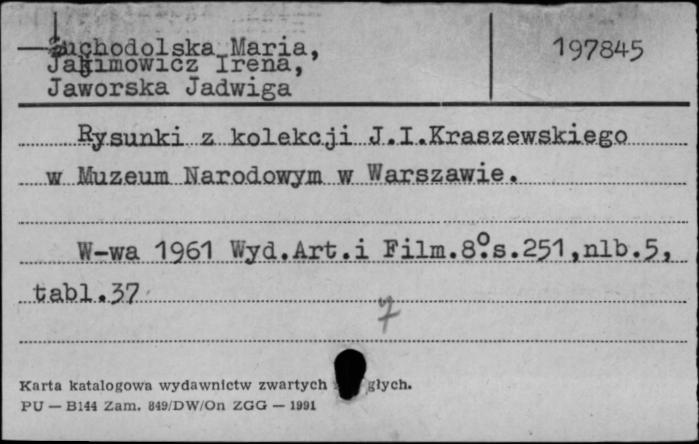 Suchodolska Maria,
197845
Jakimowicz Irena,
Jaworska Jadwiga
Rysunki z kolekcji J.I.Kraszewskiego
w Muzeum Narodowym w Warszawie.
W-wa 1961 Wyd.Art.i Film.8°.s.251,nlb.5,
tabl.37
7
Karta katalogowa wydawnictw zwartych głych.
PU — B144 Zam. 849/DW/On ZGG — 1991